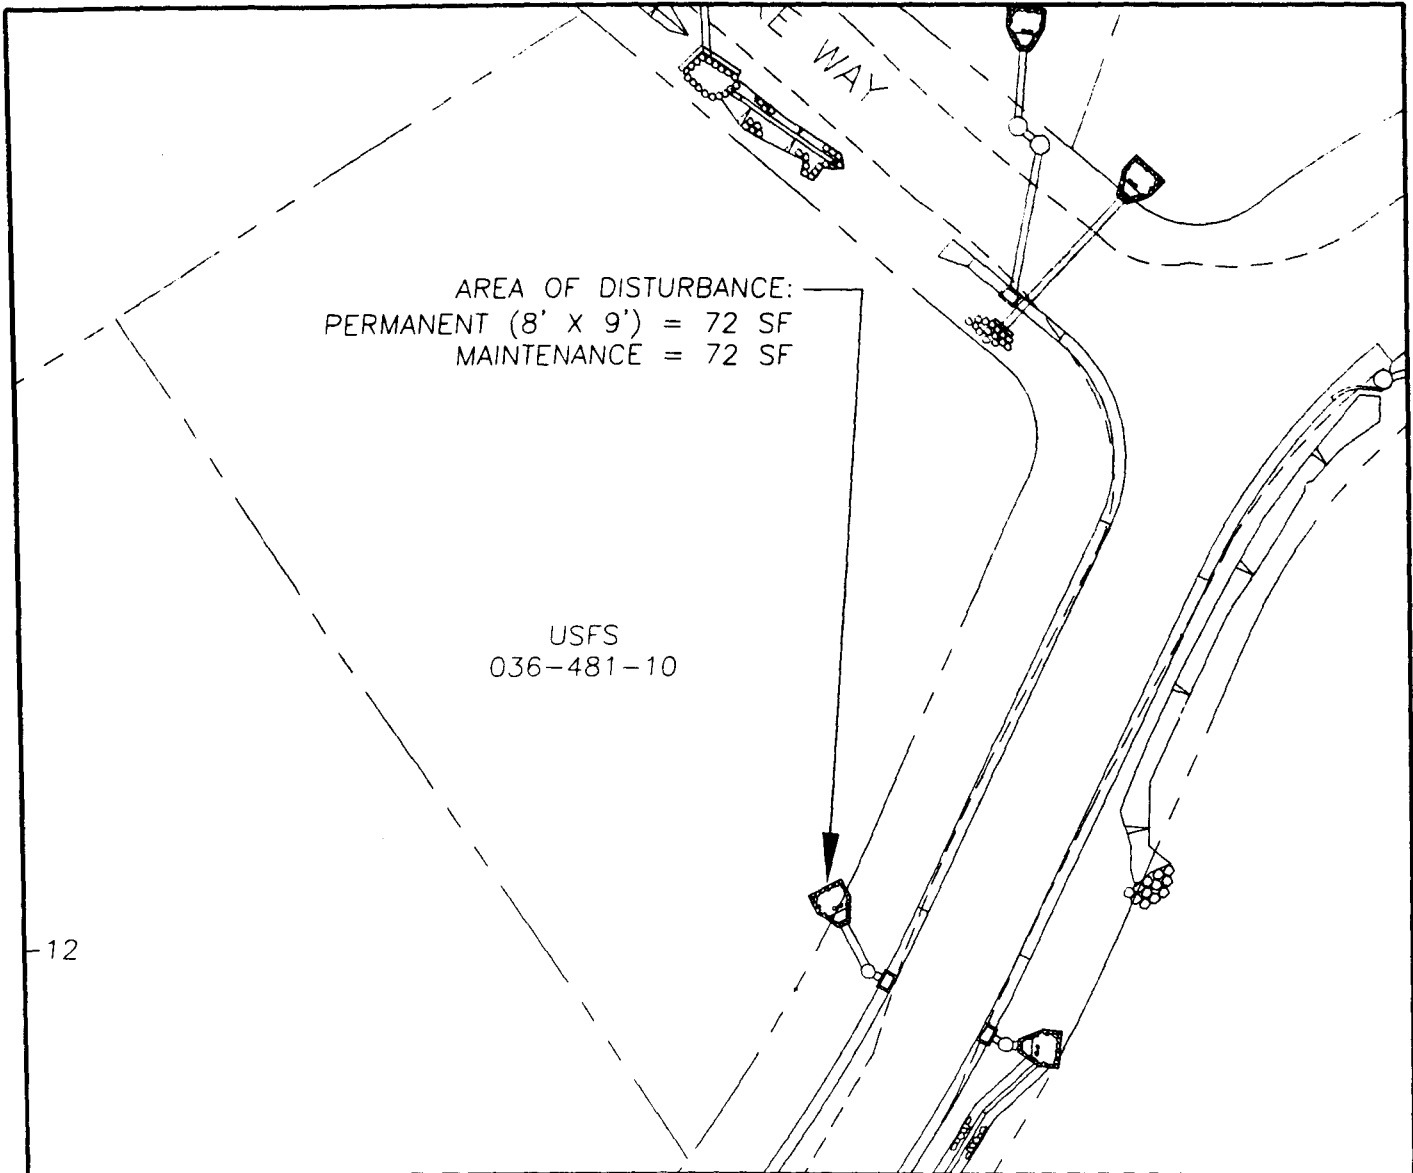 WAY
AREA OF DISTURBANCE:
PERMANENT (8' X 9') = 72 SF
MAINTENANCE = 72 SF
USFS
036-481-10
12